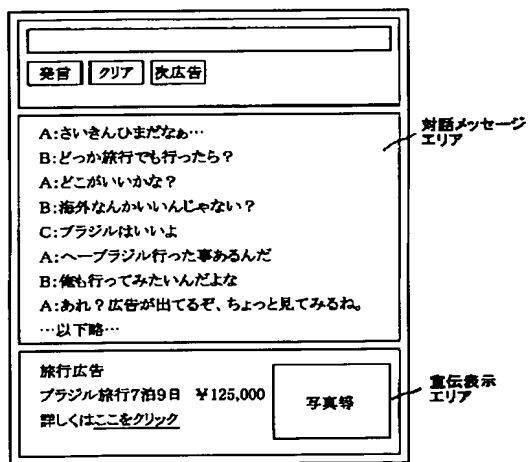 発言 クリア 次広告
対話メッセージ
エリア
A:さいきんひまだなぁ…
B:どっか旅行でも行ったら?
A:どこがいいかな?
B:海外なんかいいんじゃない?
C:ブラジルはいいよ
A:へーブラジル行った事あるんだ
B:俺も行ってみたいんだよな
A:あれ?広告が出てるぞ、ちょっと見てみるね。
…以下略…
旅行広告
ブラジル旅行7泊9日 ¥125,000
詳しくはここをクリック
写真等
宣伝表示
エリア